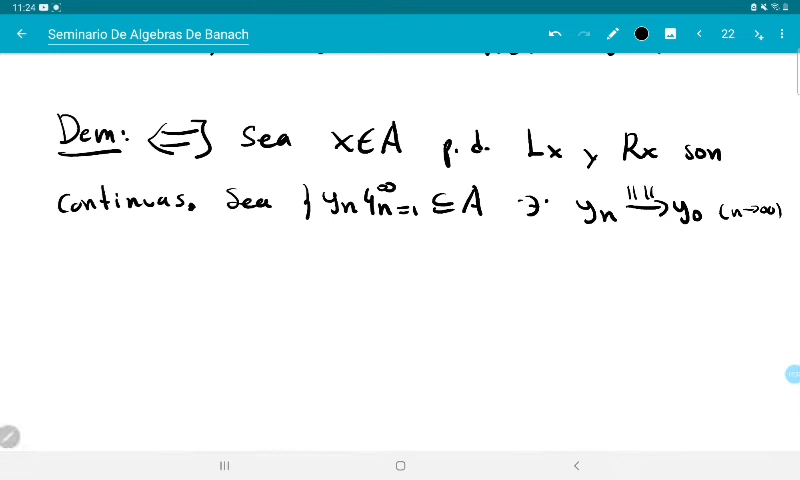 11:24
Seminario De Algebras De Banach
22
Dem: ⟸] Sea x∈A p.d. Lx y Rx son
continuas. Sea {yn}n=1^∞ ⊆ A ∋· yn —‖‖→ y0 (n→∞)